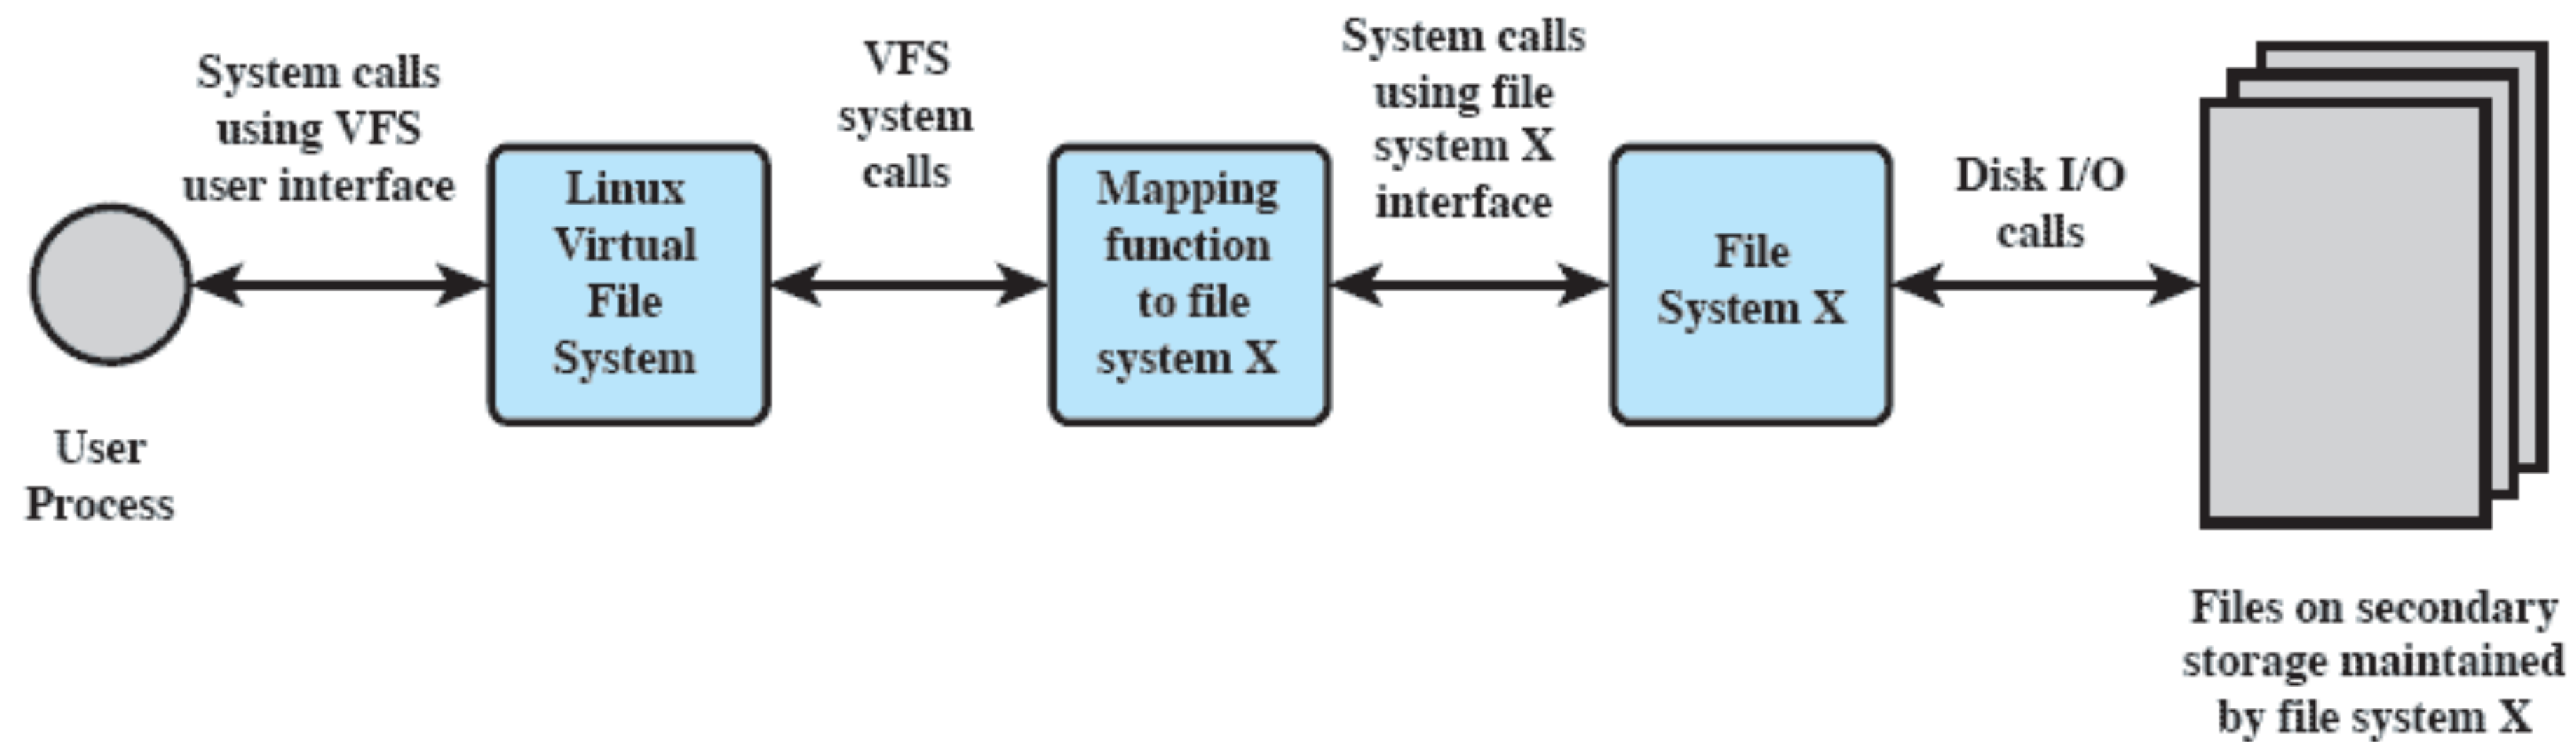 System calls
using VFS
user interface
VFS
system
calls
System calls
using file
system X
interface
Disk I/O
calls
User
Process
Linux
Virtual
File
System
Mapping
function
to file
system X
File
System X
Files on secondary
storage maintained
by file system X